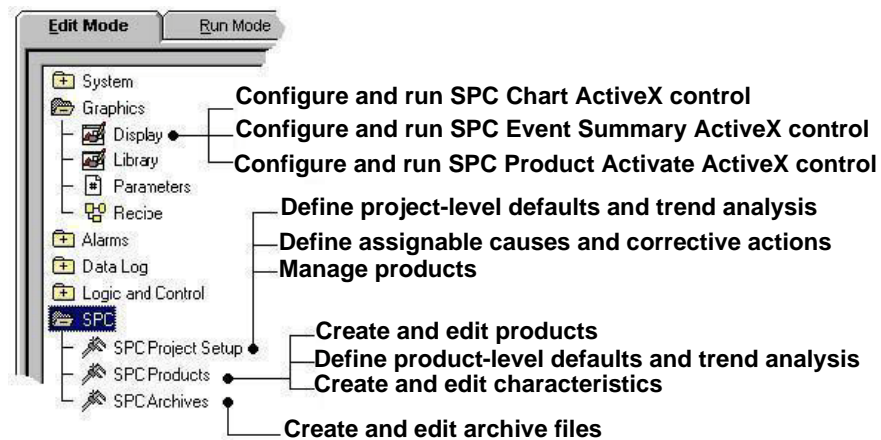 Edit Mode
Run Mode
System
Graphics
Configure and run SPC Chart ActiveX control
Display
Configure and run SPC Event Summary ActiveX control
Library
Configure and run SPC Product Activate ActiveX control
Parameters
Recipe
Define project-level defaults and trend analysis
Alarms
Define assignable causes and corrective actions
Data Log
Manage products
Logic and Control
SPC
Create and edit products
SPC Project Setup
Define product-level defaults and trend analysis
SPC Products
Create and edit characteristics
SPC Archives
Create and edit archive files